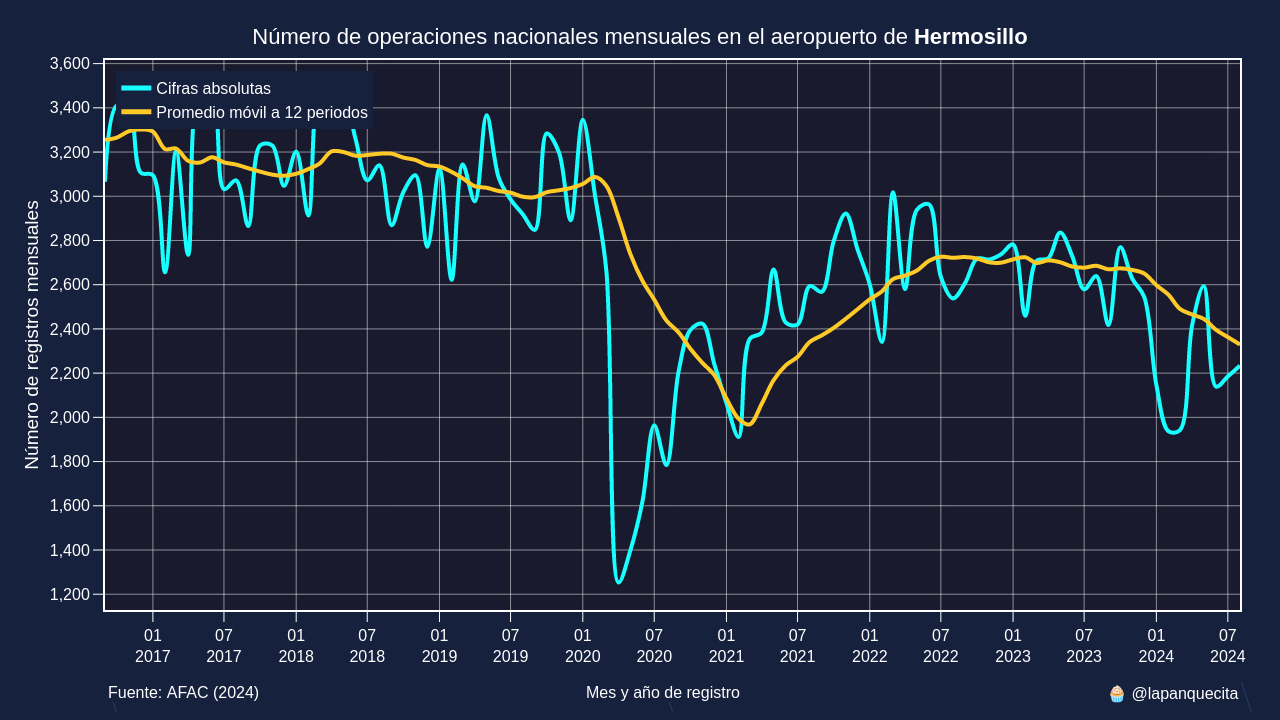 Número de operaciones nacionales mensuales en el aeropuerto de Hermosillo
Cifras absolutas
Promedio móvil a 12 periodos
Número de registros mensuales
3,600
3,400
3,200
3,000
2,800
2,600
2,400
2,200
2,000
1,800
1,600
1,400
1,200
01 07 01 07 01 07 01 07 01 07 01 07 01 07 01 07
2017 2017 2018 2018 2019 2019 2020 2020 2021 2021 2022 2022 2023 2023 2024 2024
Fuente: AFAC (2024) Mes y año de registro 🧁 @lapanquecita